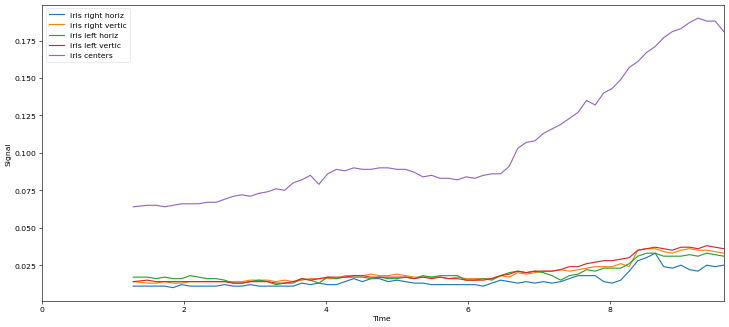 iris right horiz
iris right vertic
iris left horiz
iris left vertic
iris centers
0.175
0.150
0.125
0.100
0.075
0.050
0.025
Signal
0 2 4 6 8
Time